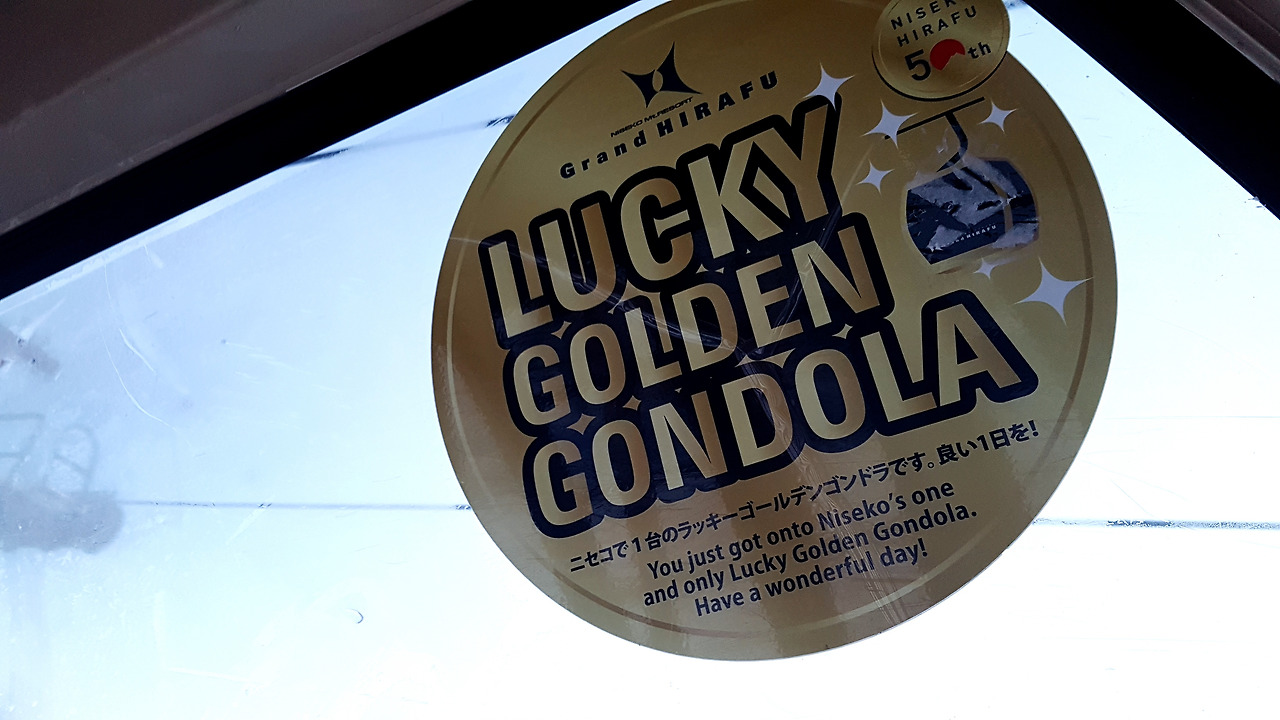 NISEKO
HIRAFU
50th
NISEKO Mt.RESORT
Grand HIRAFU
LUCKY
GOLDEN
GONDOLA
ニセコで1台のラッキーゴールデンゴンドラです。良い1日を!
You just got onto Niseko's one
and only Lucky Golden Gondola.
Have a wonderful day!